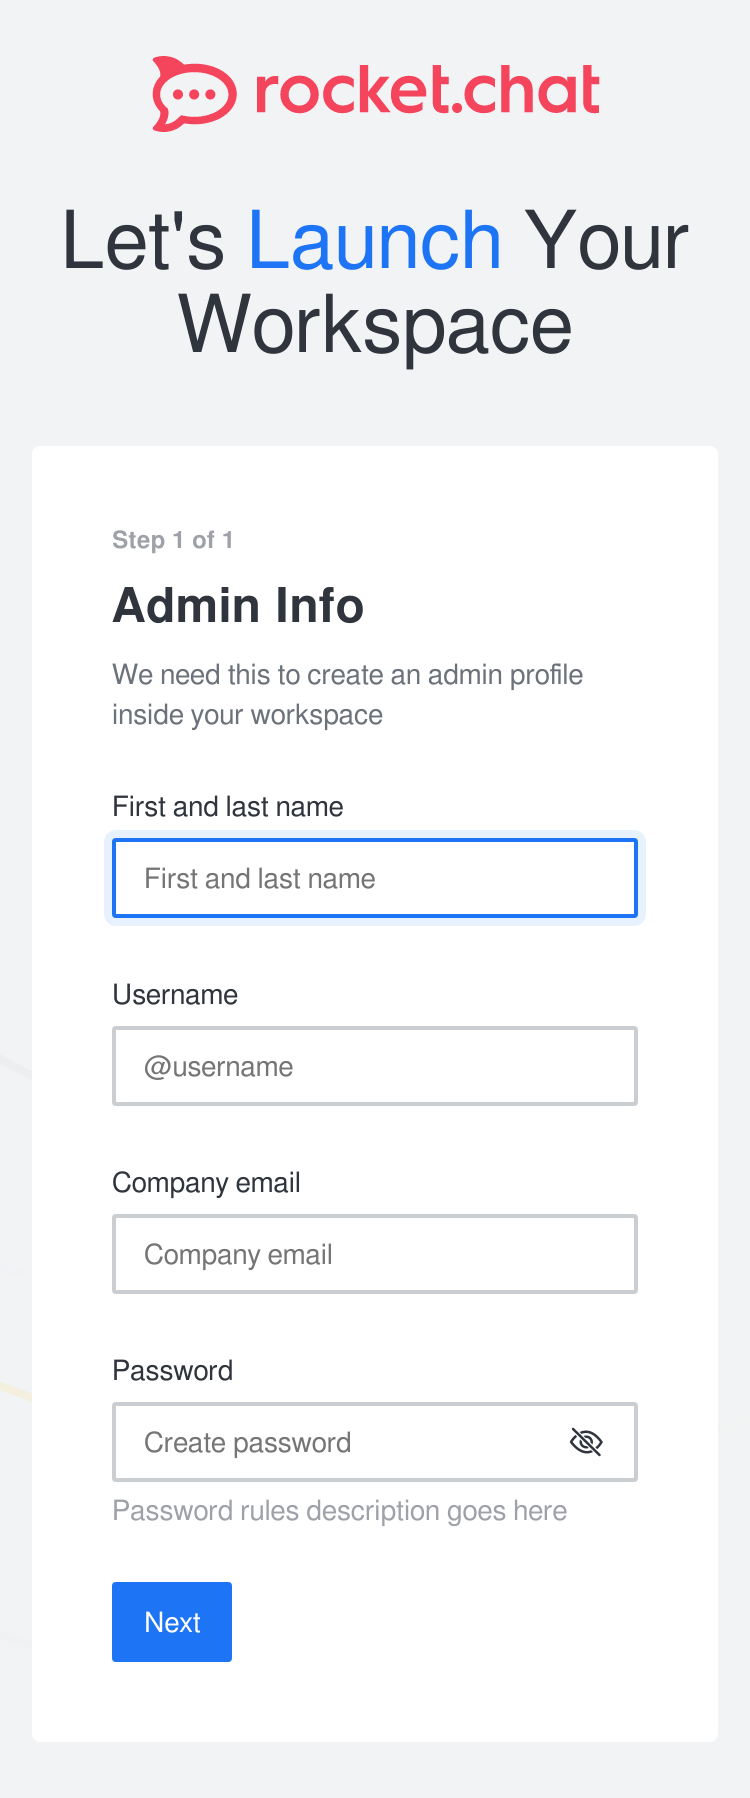 rocket.chat
Let's Launch Your
Workspace
Step 1 of 1
Admin Info
We need this to create an admin profile
inside your workspace
First and last name
First and last name
Username
@username
Company email
Company email
Password
Create password
Password rules description goes here
Next